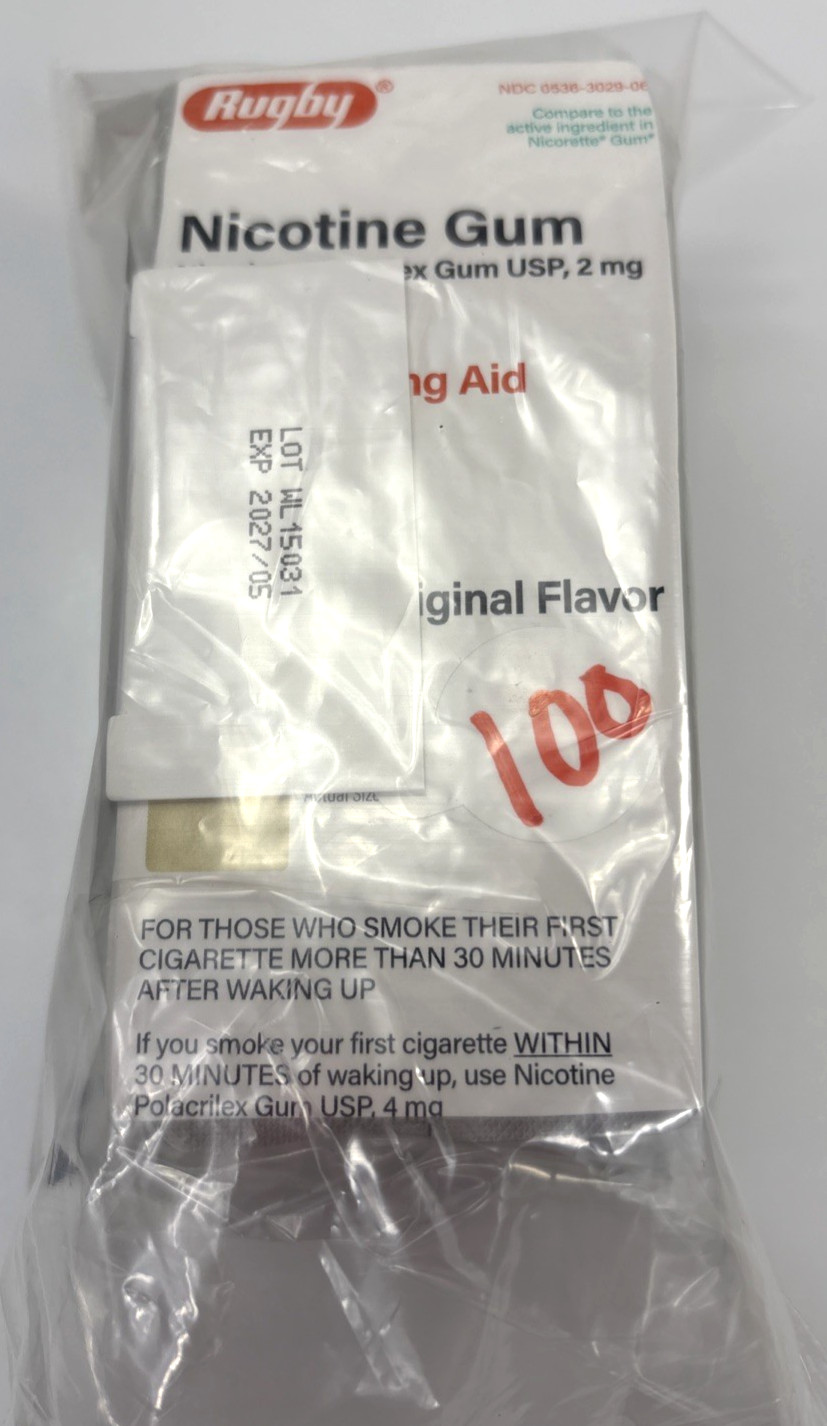 Rugby®
NDC 0536-3029-06
Compare to the
active ingredient in
Nicorette® Gum®
Nicotine Gum
ex Gum USP, 2 mg
ng Aid
LOT WL15031
EXP 2027/05
iginal Flavor
100
Actual Size
FOR THOSE WHO SMOKE THEIR FIRST
CIGARETTE MORE THAN 30 MINUTES
AFTER WAKING UP
If you smoke your first cigarette WITHIN
30 MINUTES of waking up, use Nicotine
Polacrilex Gum USP, 4 mg